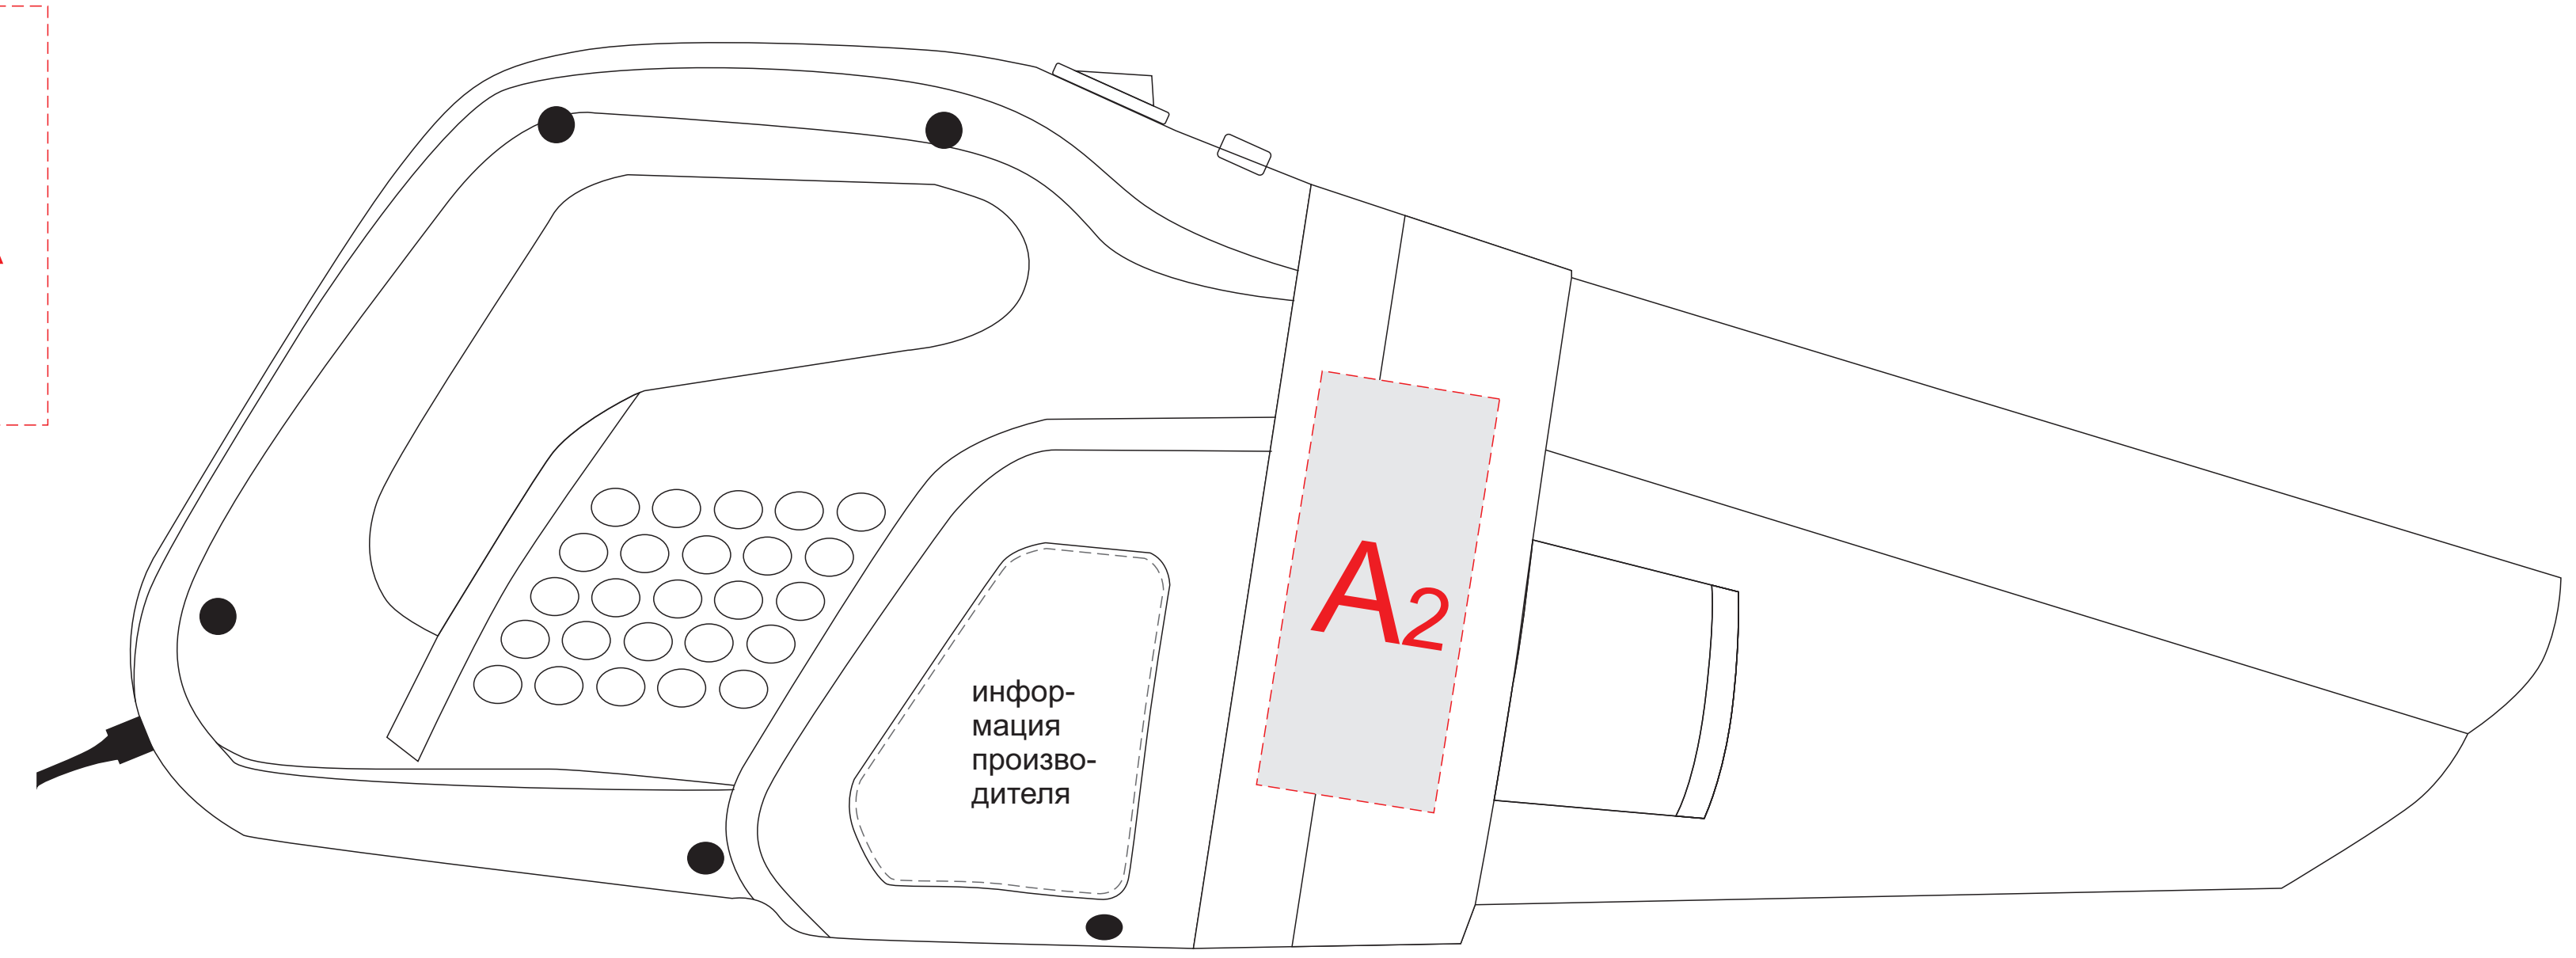 A2
инфор-
мация
произво-
дителя